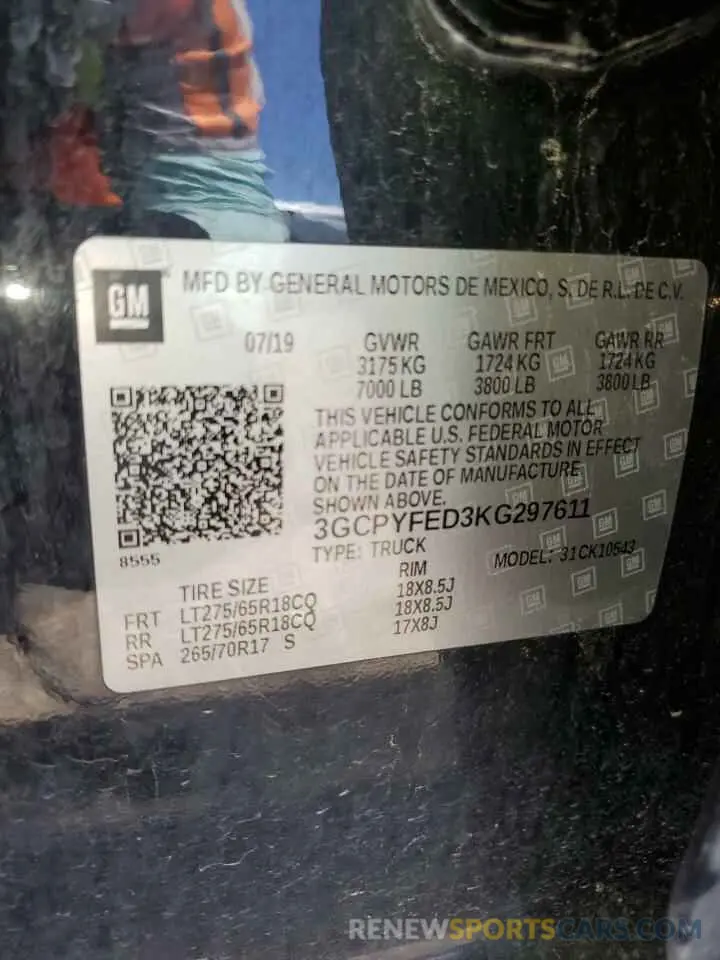 GM
MFD BY GENERAL MOTORS DE MEXICO, S. DE R.L. DE C.V.
07/19 GVWR GAWR FRT GAWR RR
3175 KG 1724 KG 1724 KG
7000 LB 3800 LB 3800 LB
THIS VEHICLE CONFORMS TO ALL
APPLICABLE U.S. FEDERAL MOTOR
VEHICLE SAFETY STANDARDS IN EFFECT
ON THE DATE OF MANUFACTURE
SHOWN ABOVE.
3GCPYFED3KG297611
8555
TYPE: TRUCK MODEL: 31CK10543
TIRE SIZE RIM
FRT LT275/65R18CQ 18X8.5J
RR LT275/65R18CQ 18X8.5J
SPA 265/70R17 S 17X8J
RENEWSPORTSCARS.COM